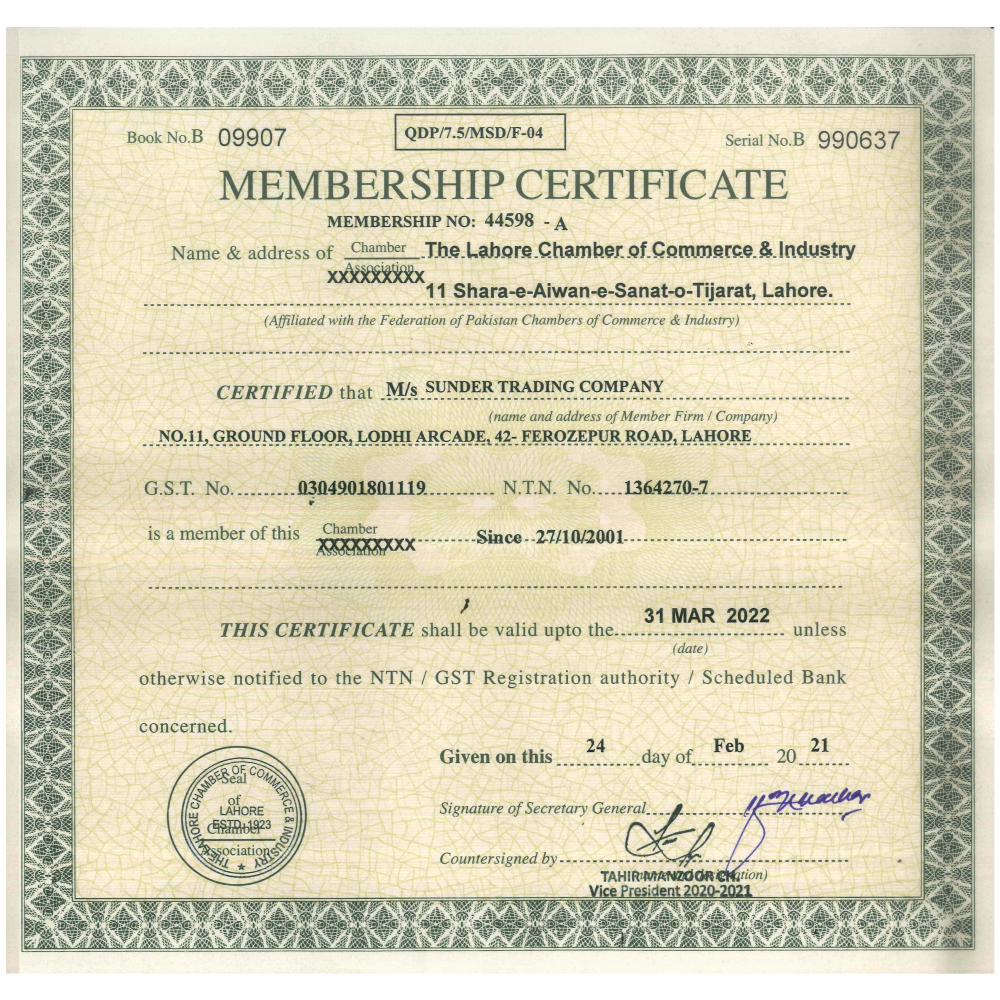 Book No.B 09907
QDP/7.5/MSD/F-04
Serial No.B 990637
MEMBERSHIP CERTIFICATE
MEMBERSHIP NO: 44598 - A
Name & address of Chamber The Lahore Chamber of Commerce & Industry
Association
XXXXXXXXX
11 Shara-e-Aiwan-e-Sanat-o-Tijarat, Lahore.
(Affiliated with the Federation of Pakistan Chambers of Commerce & Industry)
CERTIFIED that M/s SUNDER TRADING COMPANY
(name and address of Member Firm / Company)
NO.11, GROUND FLOOR, LODHI ARCADE, 42- FEROZEPUR ROAD, LAHORE
G.S.T. No. 0304901801119 N.T.N. No. 1364270-7
is a member of this Chamber Since 27/10/2001
XXXXXXXXX
Association
31 MAR 2022
THIS CERTIFICATE shall be valid upto the unless
(date)
otherwise notified to the NTN / GST Registration authority / Scheduled Bank
concerned.
Given on this 24 day of Feb 20 21
THE LAHORE CHAMBER OF COMMERCE & INDUSTRY
Seal
of
LAHORE
ESTD. 1923
Chamber
Association
Signature of Secretary General
Countersigned by
TAHIR MANZOOR CH.
Vice President 2020-2021